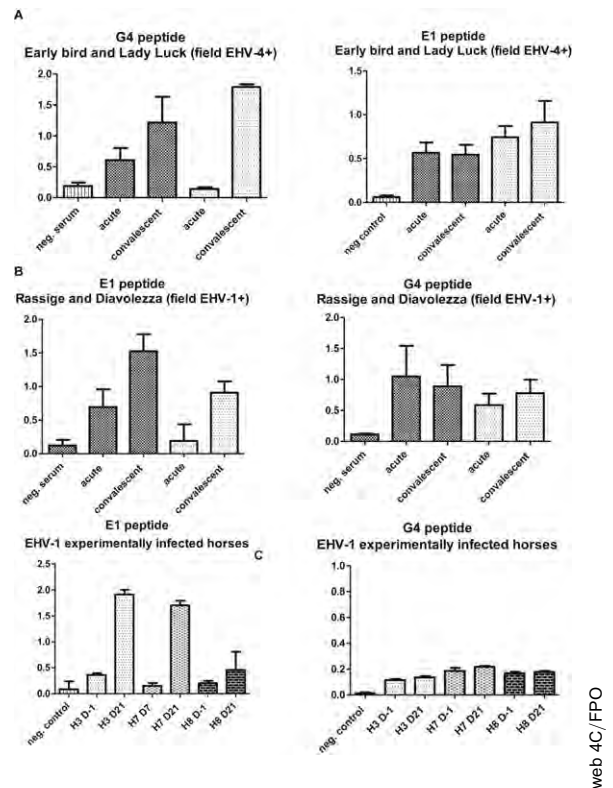 A
G4 peptide
Early bird and Lady Luck (field EHV-4+)
2.0
1.5
1.0
0.5
0.0
neg. serum
acute
convalescent
acute
convalescent
E1 peptide
Early bird and Lady Luck (field EHV-4+)
1.5
1.0
0.5
0.0
neg control
acute
convalescent
acute
convalescent
B
E1 peptide
Rassige and Diavolezza (field EHV-1+)
2.0
1.5
1.0
0.5
0.0
neg. serum
acute
convalescent
acute
convalescent
G4 peptide
Rassige and Diavolezza (field EHV-1+)
2.0
1.5
1.0
0.5
0.0
neg. serum
acute
convalescent
acute
convalescent
E1 peptide
EHV-1 experimentally infected horses
2.5
2.0
1.5
1.0
0.5
0.0
neg. control
H3 D-1
H3 D21
H7 D7
H7 D21
H8 D-1
H8 D21
C
G4 peptide
EHV-1 experimentally infected horses
1.0
0.8
0.6
0.4
0.2
0.0
neg. control
H3 D-1
H3 D21
H7 D-1
H7 D21
H8 D-1
H8 D21
web 4C/FPO